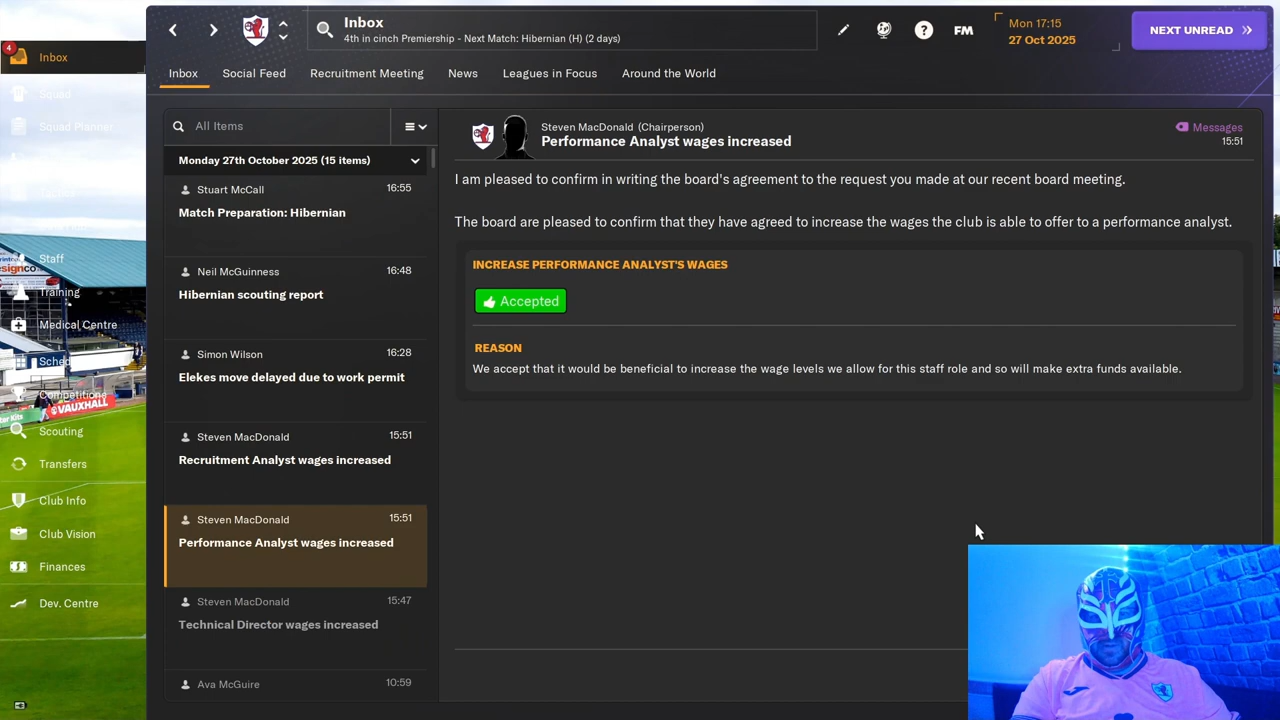 Inbox
4th in cinch Premiership - Next Match: Hibernian (H) (2 days)
?
FM
Mon 17:15
27 Oct 2025
NEXT UNREAD
4
Inbox
Squad
Squad Planner
Staff
Training
Medical Centre
Sched
Competitions
Scouting
Transfers
Club Info
Club Vision
Finances
Dev. Centre
VAUXHALL
Inbox
Social Feed
Recruitment Meeting
News
Leagues in Focus
Around the World
All Items
Monday 27th October 2025 (15 items)
Stuart McCall 16:55
Match Preparation: Hibernian
Neil McGuinness 16:48
Hibernian scouting report
Simon Wilson 16:28
Elekes move delayed due to work permit
Steven MacDonald 15:51
Recruitment Analyst wages increased
Steven MacDonald 15:51
Performance Analyst wages increased
Steven MacDonald 15:47
Technical Director wages increased
Ava McGuire 10:59
Steven MacDonald (Chairperson)
Performance Analyst wages increased
Messages
15:51
I am pleased to confirm in writing the board's agreement to the request you made at our recent board meeting.
The board are pleased to confirm that they have agreed to increase the wages the club is able to offer to a performance analyst.
INCREASE PERFORMANCE ANALYST'S WAGES
Accepted
REASON
We accept that it would be beneficial to increase the wage levels we allow for this staff role and so will make extra funds available.